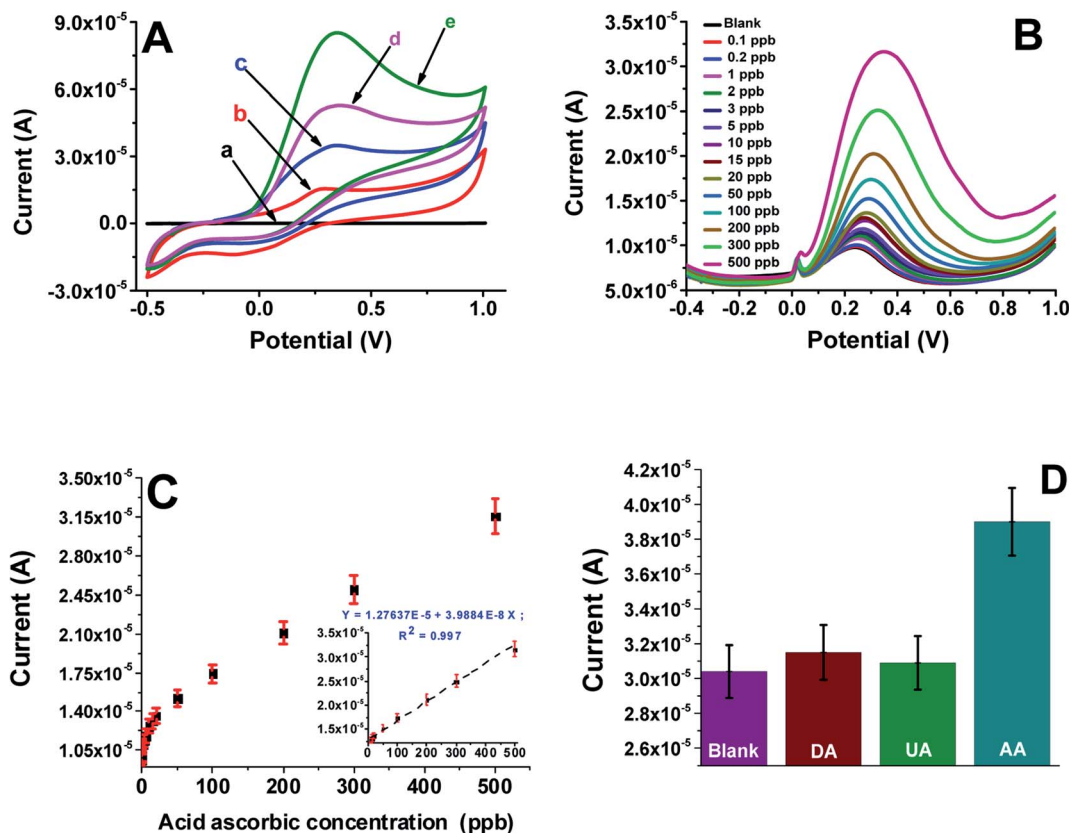 A
9.0x10-5
6.0x10-5
3.0x10-5
0.0
-3.0x10-5
Current (A)
e
d
c
b
a
-0.5
0.0
0.5
1.0
Potential (V)
B
3.5x10-5
3.0x10-5
2.5x10-5
2.0x10-5
1.5x10-5
1.0x10-5
5.0x10-6
Current (A)
Blank
0.1 ppb
0.2 ppb
1 ppb
2 ppb
3 ppb
5 ppb
10 ppb
15 ppb
20 ppb
50 ppb
100 ppb
200 ppb
300 ppb
500 ppb
-0.4
-0.2
0.0
0.2
0.4
0.6
0.8
1.0
Potential (V)
C
3.50x10-5
3.15x10-5
2.80x10-5
2.45x10-5
2.10x10-5
1.75x10-5
1.40x10-5
1.05x10-5
Current (A)
Y = 1.27637E-5 + 3.9884E-8 X ;
R2 = 0.997
3.5x10-5
3.0x10-5
2.5x10-5
2.0x10-5
1.5x10-5
0
100
200
300
400
500
0
100
200
300
400
500
Acid ascorbic concentration (ppb)
D
4.2x10-5
4.0x10-5
3.8x10-5
3.6x10-5
3.4x10-5
3.2x10-5
3.0x10-5
2.8x10-5
2.6x10-5
Current (A)
Blank
DA
UA
AA